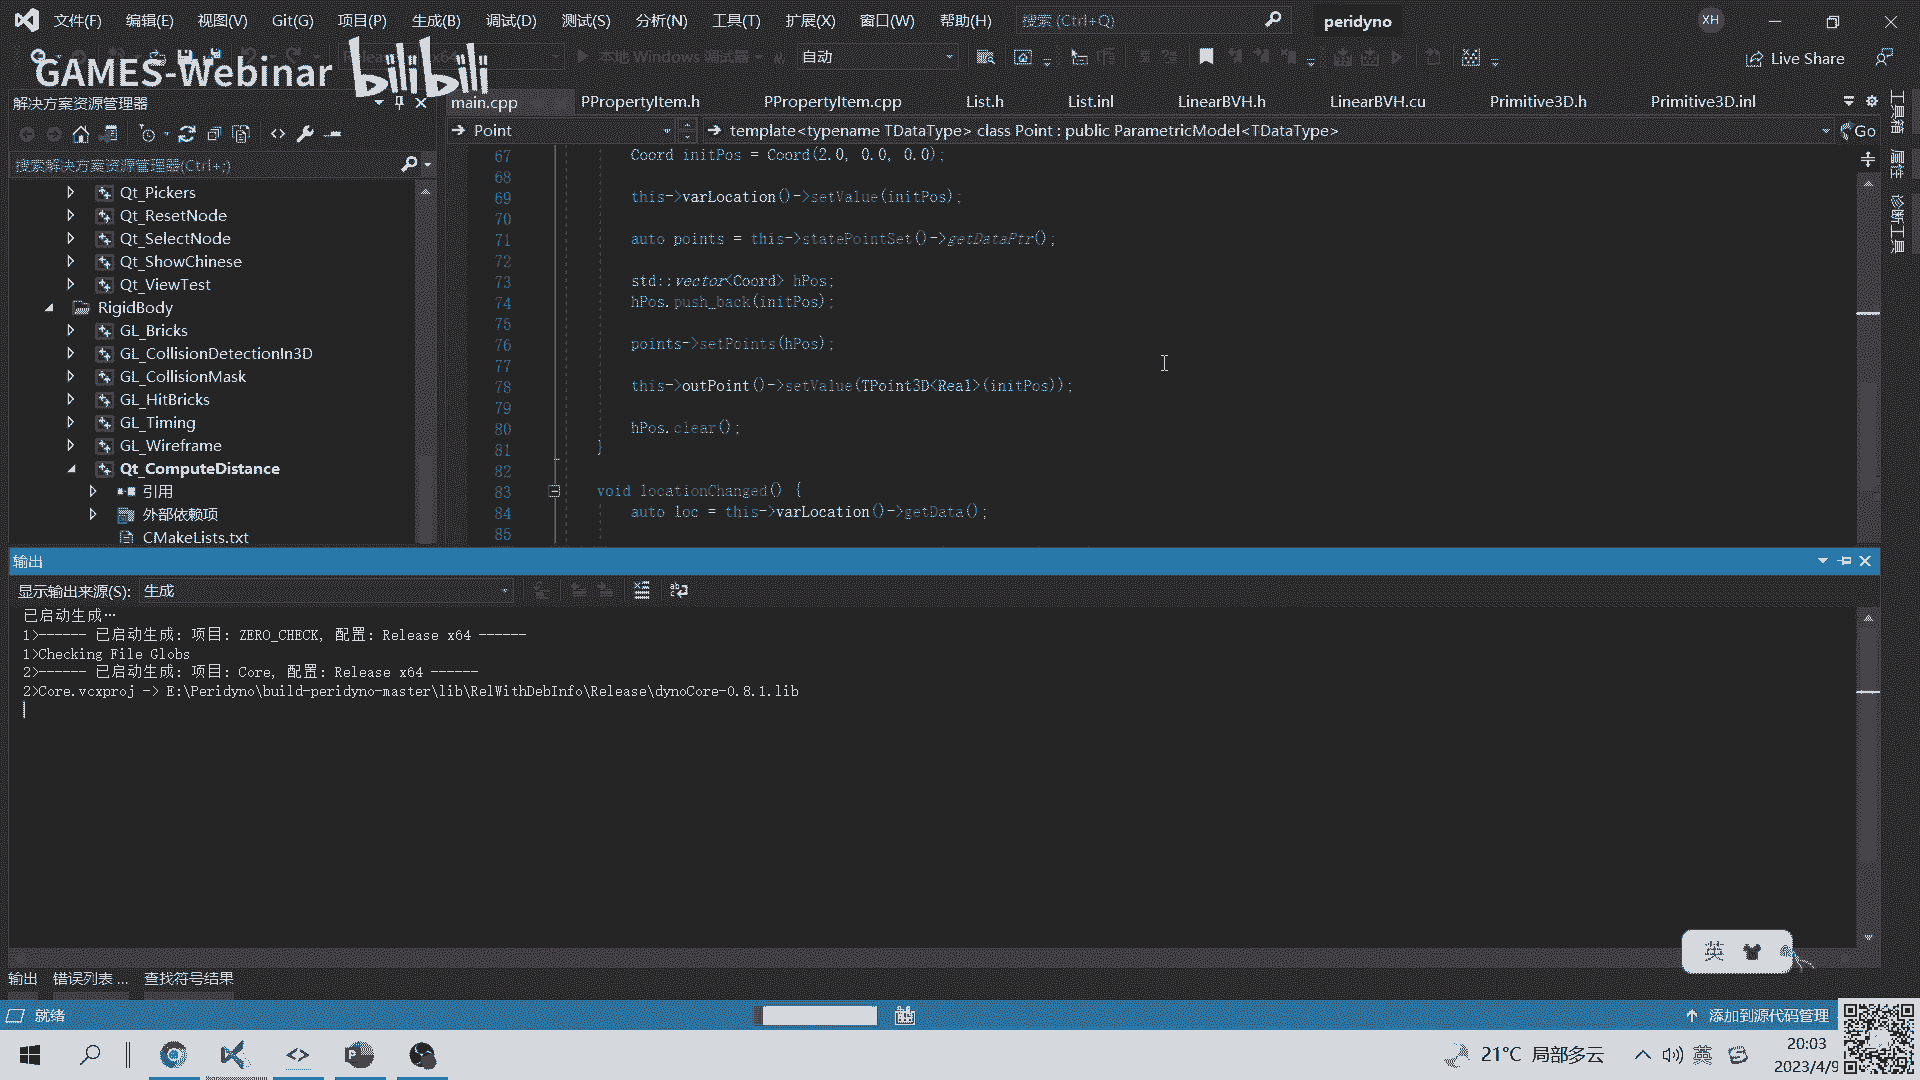 文件(F) 编辑(E) 视图(V) Git(G) 项目(P) 生成(B) 调试(D) 测试(S) 分析(N) 工具(T) 扩展(X) 窗口(W) 帮助(H) 搜索 (Ctrl+Q) peridyno XH
本地 Windows 调试器 自动 Live Share
GAMES-Webinar bilibili
解决方案资源管理器
main.cpp PPropertyItem.h PPropertyItem.cpp List.h List.inl LinearBVH.h LinearBVH.cu Primitive3D.h Primitive3D.inl
Point template<typename TDataType> class Point : public ParametricModel<TDataType> Go
搜索解决方案资源管理器(Ctrl+;)
Qt_Pickers
Qt_ResetNode
Qt_SelectNode
Qt_ShowChinese
Qt_ViewTest
RigidBody
GL_Bricks
GL_CollisionDetectionIn3D
GL_CollisionMask
GL_HitBricks
GL_Timing
GL_Wireframe
Qt_ComputeDistance
引用
外部依赖项
CMakeLists.txt
67 Coord initPos = Coord(2.0, 0.0, 0.0);
68
69 this->varLocation()->setValue(initPos);
70
71 auto points = this->statePointSet()->getDataPtr();
72
73 std::vector<Coord> hPos;
74 hPos.push_back(initPos);
75
76 points->setPoints(hPos);
77
78 this->outPoint()->setValue(TPoint3D<Real>(initPos));
79
80 hPos.clear();
81 }
82
83 void locationChanged() {
84 auto loc = this->varLocation()->getData();
85
工具箱
属性
诊断工具
输出
显示输出来源(S): 生成
已启动生成…
1>------ 已启动生成: 项目: ZERO_CHECK, 配置: Release x64 ------
1>Checking File Globs
2>------ 已启动生成: 项目: Core, 配置: Release x64 ------
2>Core.vcxproj -> E:\Peridyno\build-peridyno-master\lib\RelWithDebInfo\Release\dynoCore-0.8.1.lib
英
输出 错误列表 ... 查找符号结果
就绪 添加到源代码管理
21°C 局部多云 英
20:03
2023/4/9